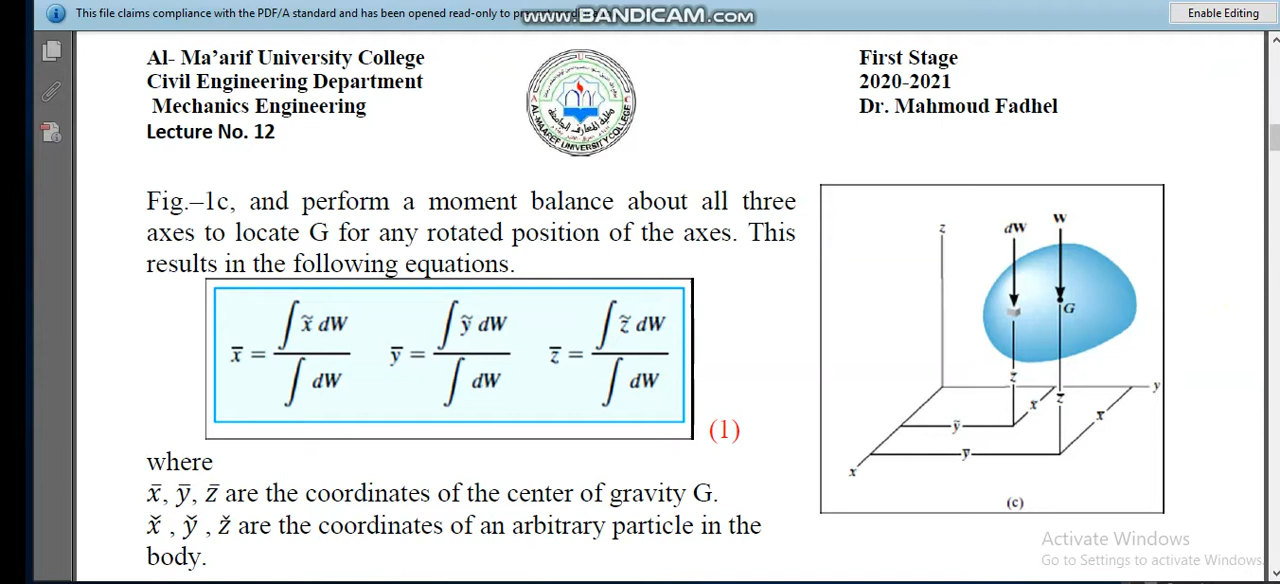 This file claims compliance with the PDF/A standard and has been opened read-only to pr
www.BANDICAM.com
Enable Editing
Al- Ma’arif University College
Civil Engineering Department
Mechanics Engineering
Lecture No. 12
AL-MAAREF UNIVERSITY COLLEGE
First Stage
2020-2021
Dr. Mahmoud Fadhel
Fig.–1c, and perform a moment balance about all three
axes to locate G for any rotated position of the axes. This
results in the following equations.
x̄ = ∫ x̃ dW / ∫ dW   ȳ = ∫ ỹ dW / ∫ dW   z̄ = ∫ z̃ dW / ∫ dW
(1)
where
x̄, ȳ, z̄ are the coordinates of the center of gravity G.
x̌ , y̌ , ž are the coordinates of an arbitrary particle in the
body.
z
dW
W
G
z̃
z̄
y
x̃
x̄
ỹ
ȳ
x
(c)
Activate Windows
Go to Settings to activate Windows.